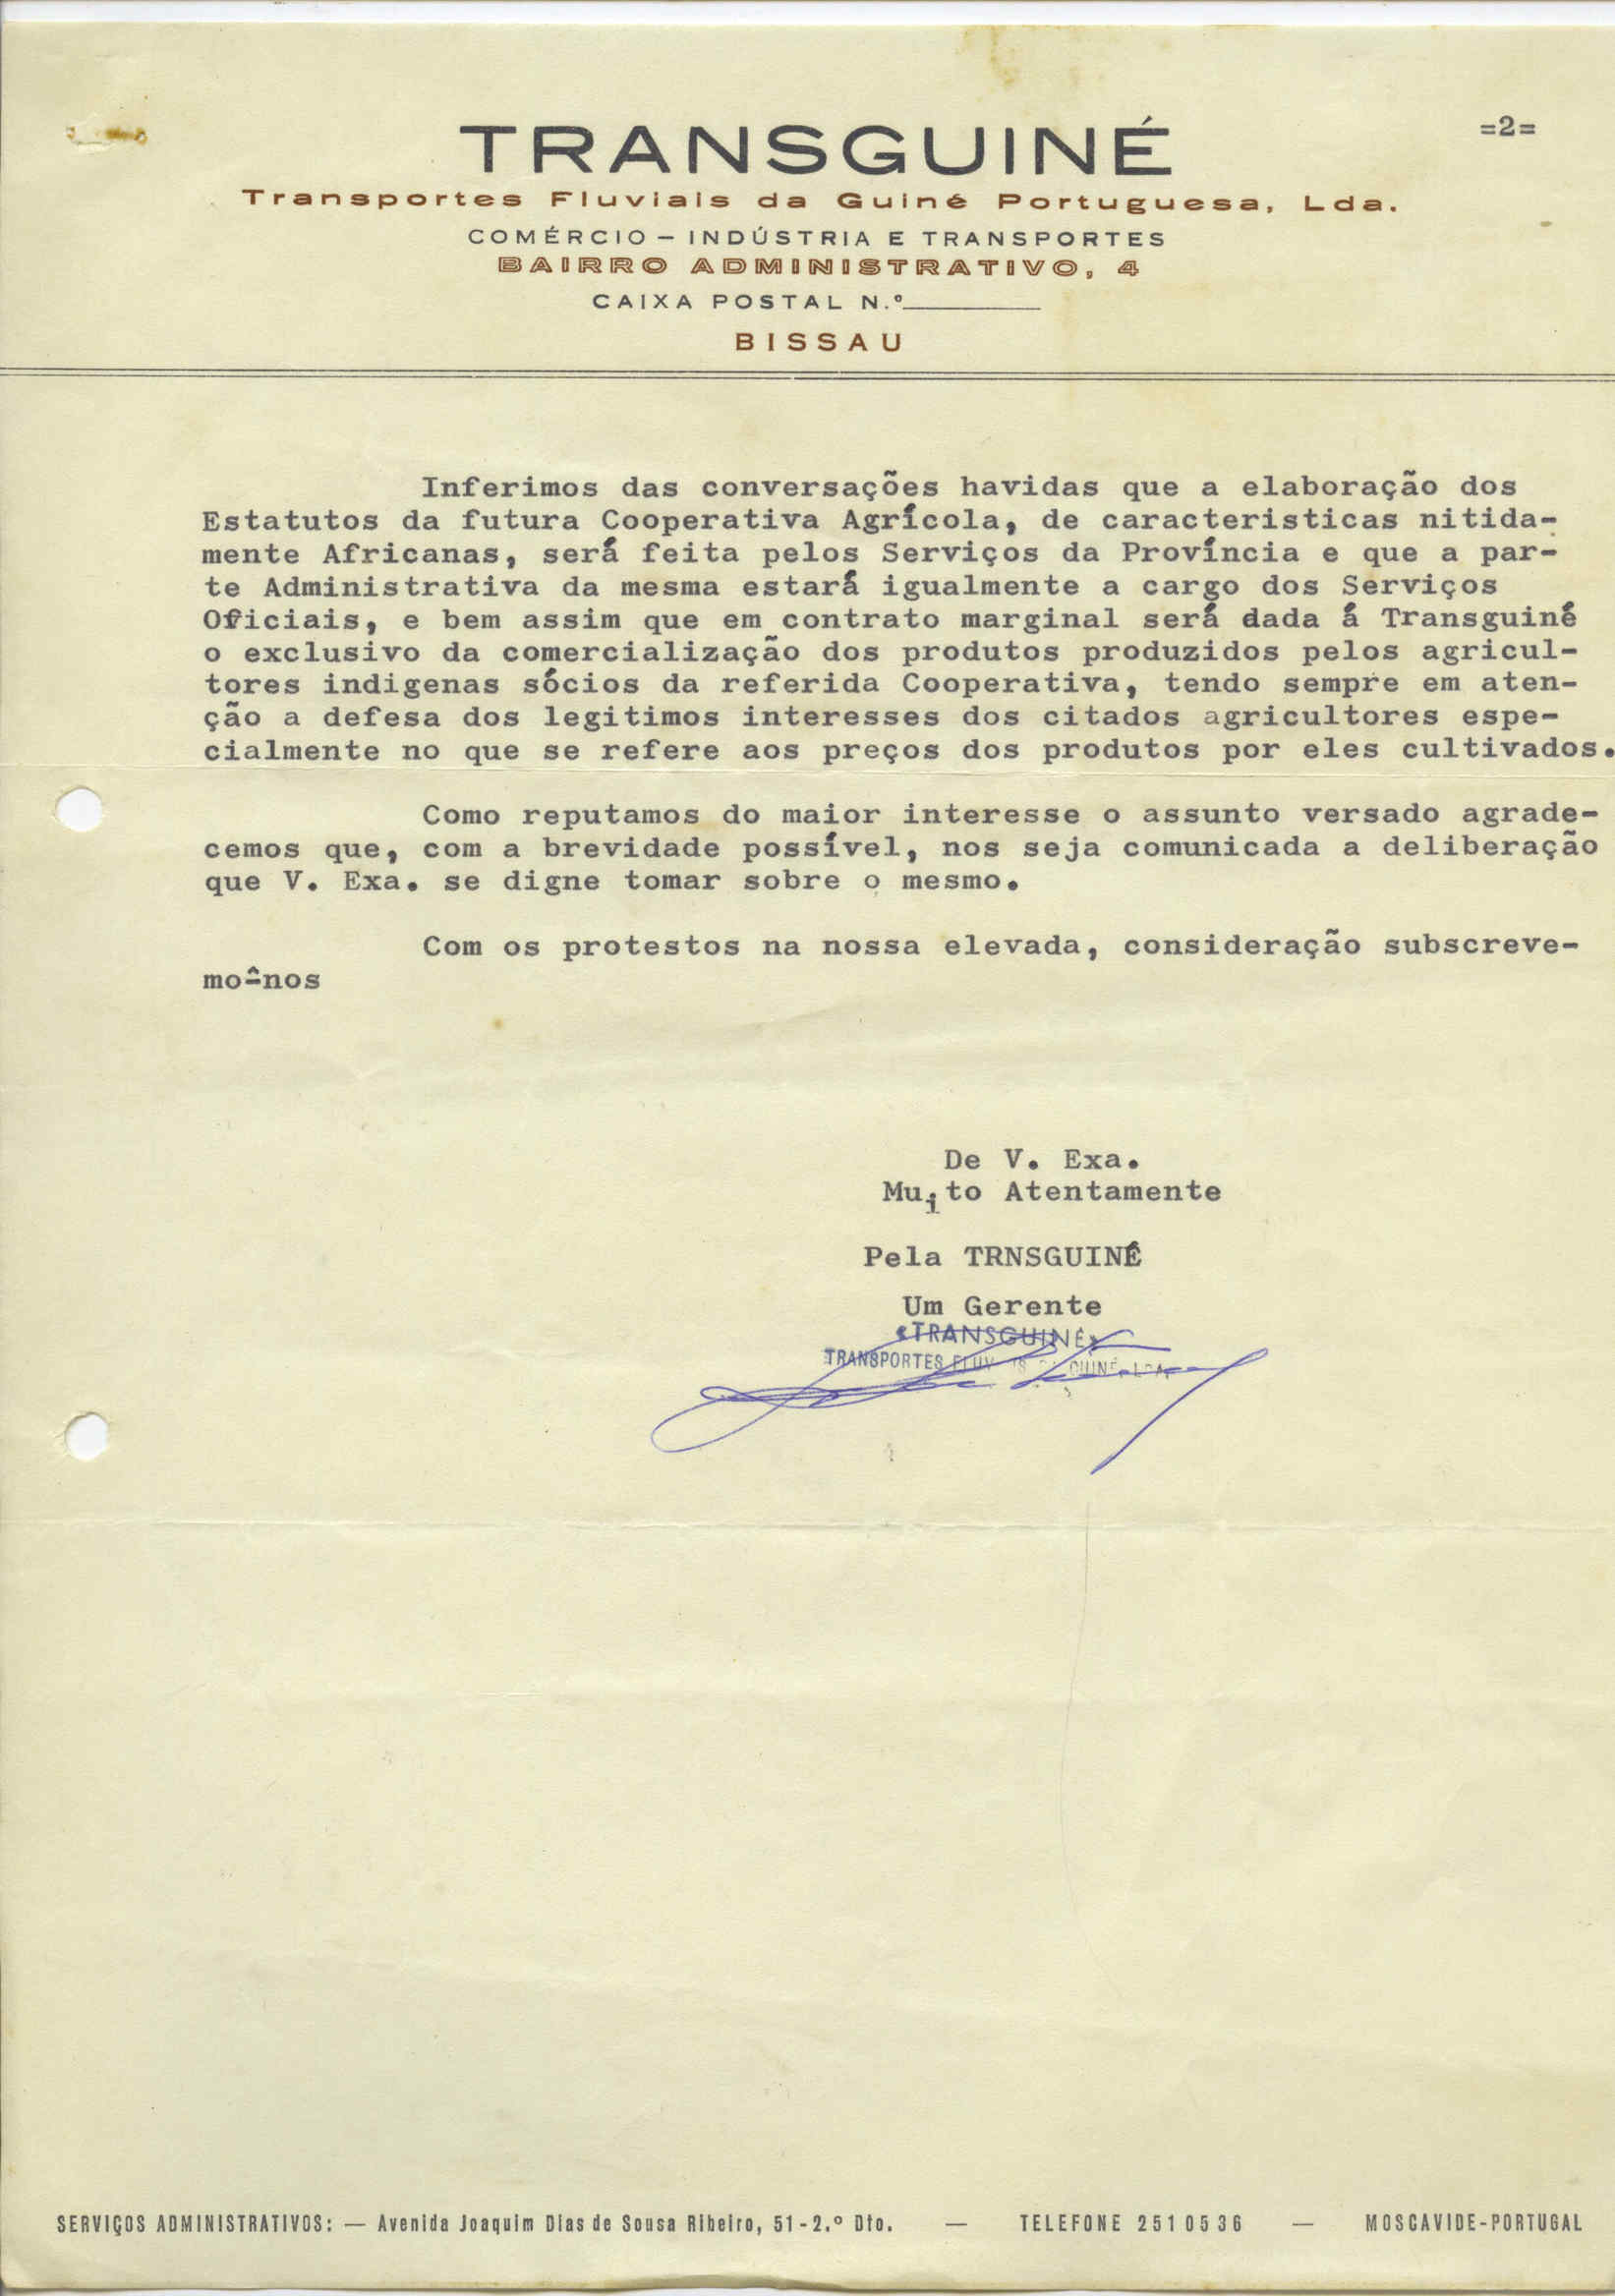 =2=
TRANSGUINÉ
Transportes Fluviais da Guiné Portuguesa, Lda.
COMÉRCIO — INDÚSTRIA E TRANSPORTES
BAIRRO ADMINISTRATIVO, 4
CAIXA POSTAL N.º
BISSAU
Inferimos das conversações havidas que a elaboração dos
Estatutos da futura Cooperativa Agrícola, de caracteristicas nitida-
mente Africanas, será feita pelos Serviços da Província e que a par-
te Administrativa da mesma estará igualmente a cargo dos Serviços
Oficiais, e bem assim que em contrato marginal será dada á Transguiné
o exclusivo da comercialização dos produtos produzidos pelos agricul-
tores indigenas sócios da referida Cooperativa, tendo sempre em aten-
ção a defesa dos legitimos interesses dos citados agricultores espe-
cialmente no que se refere aos preços dos produtos por eles cultivados.
Como reputamos do maior interesse o assunto versado agrade-
cemos que, com a brevidade possível, nos seja comunicada a deliberação
que V. Exa. se digne tomar sobre o mesmo.
Com os protestos na nossa elevada, consideração subscreve-
mo-nos
De V. Exa.
Muito Atentamente
Pela TRNSGUINÉ
Um Gerente
«TRANSGUINÉ»
TRANSPORTES
SERVIÇOS ADMINISTRATIVOS: — Avenida Joaquim Dias de Sousa Ribeiro, 51-2.º Dto. — TELEFONE 2510536 — MOSCAVIDE-PORTUGAL